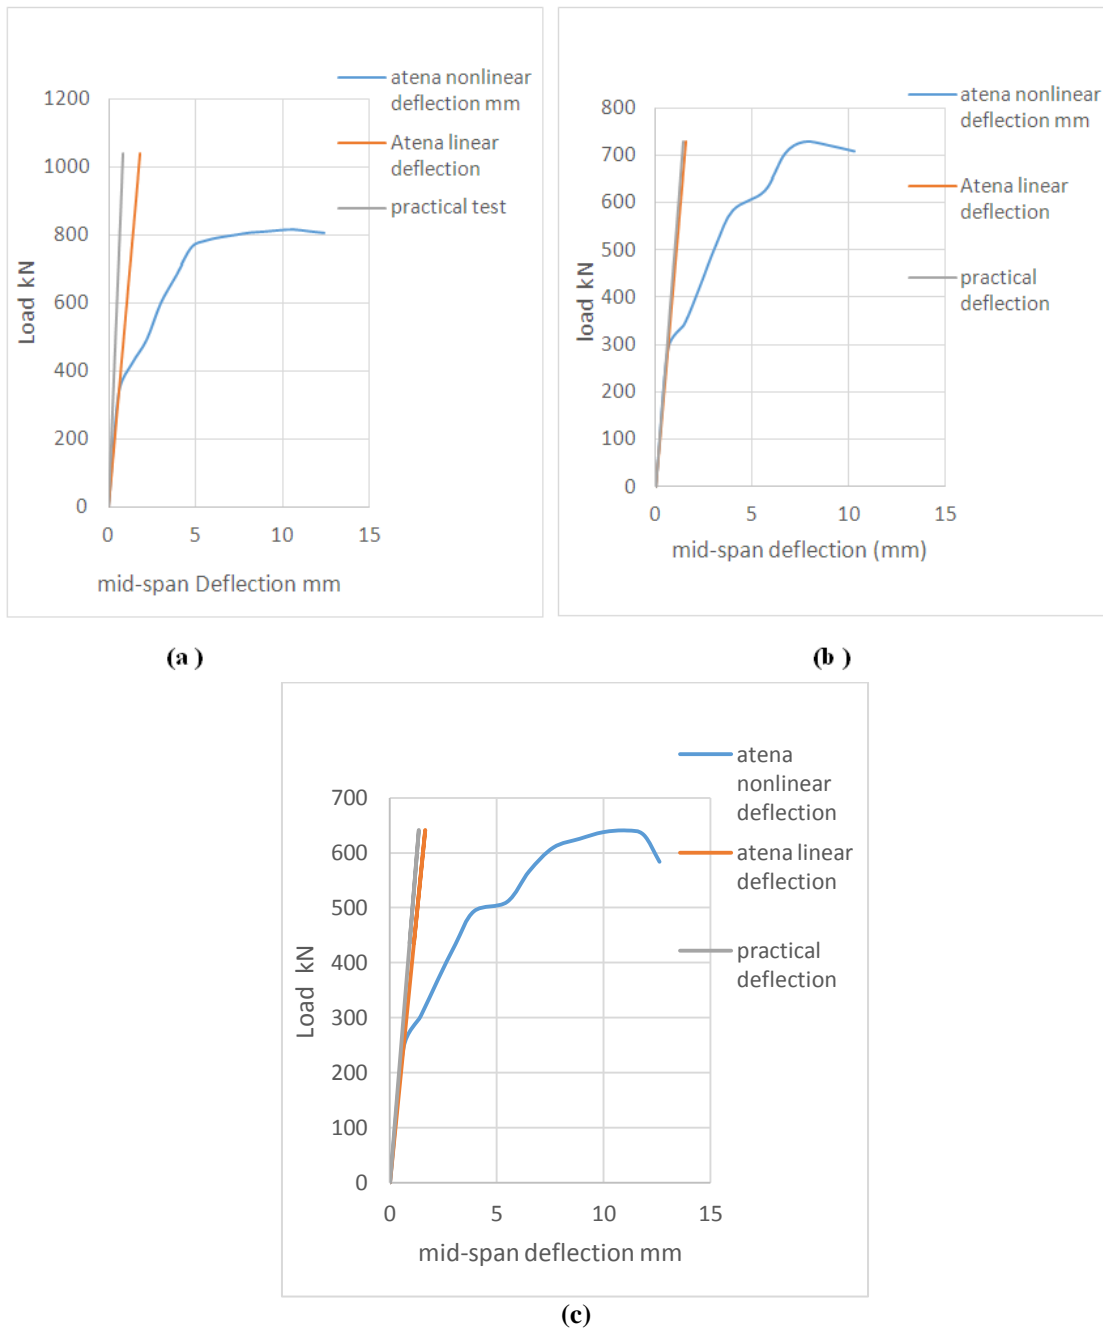 atena nonlinear
deflection mm
Atena linear
deflection
practical test
1200
1000
800
600
400
200
0
Load kN
0 5 10 15
mid-span Deflection mm
(a )
atena nonlinear
deflection mm
Atena linear
deflection
practical
deflection
800
700
600
500
400
300
200
100
0
load kN
0 5 10 15
mid-span deflection (mm)
(b )
atena
nonlinear
deflection
atena linear
deflection
practical
deflection
700
600
500
400
300
200
100
0
Load kN
0 5 10 15
mid-span deflection mm
(c)